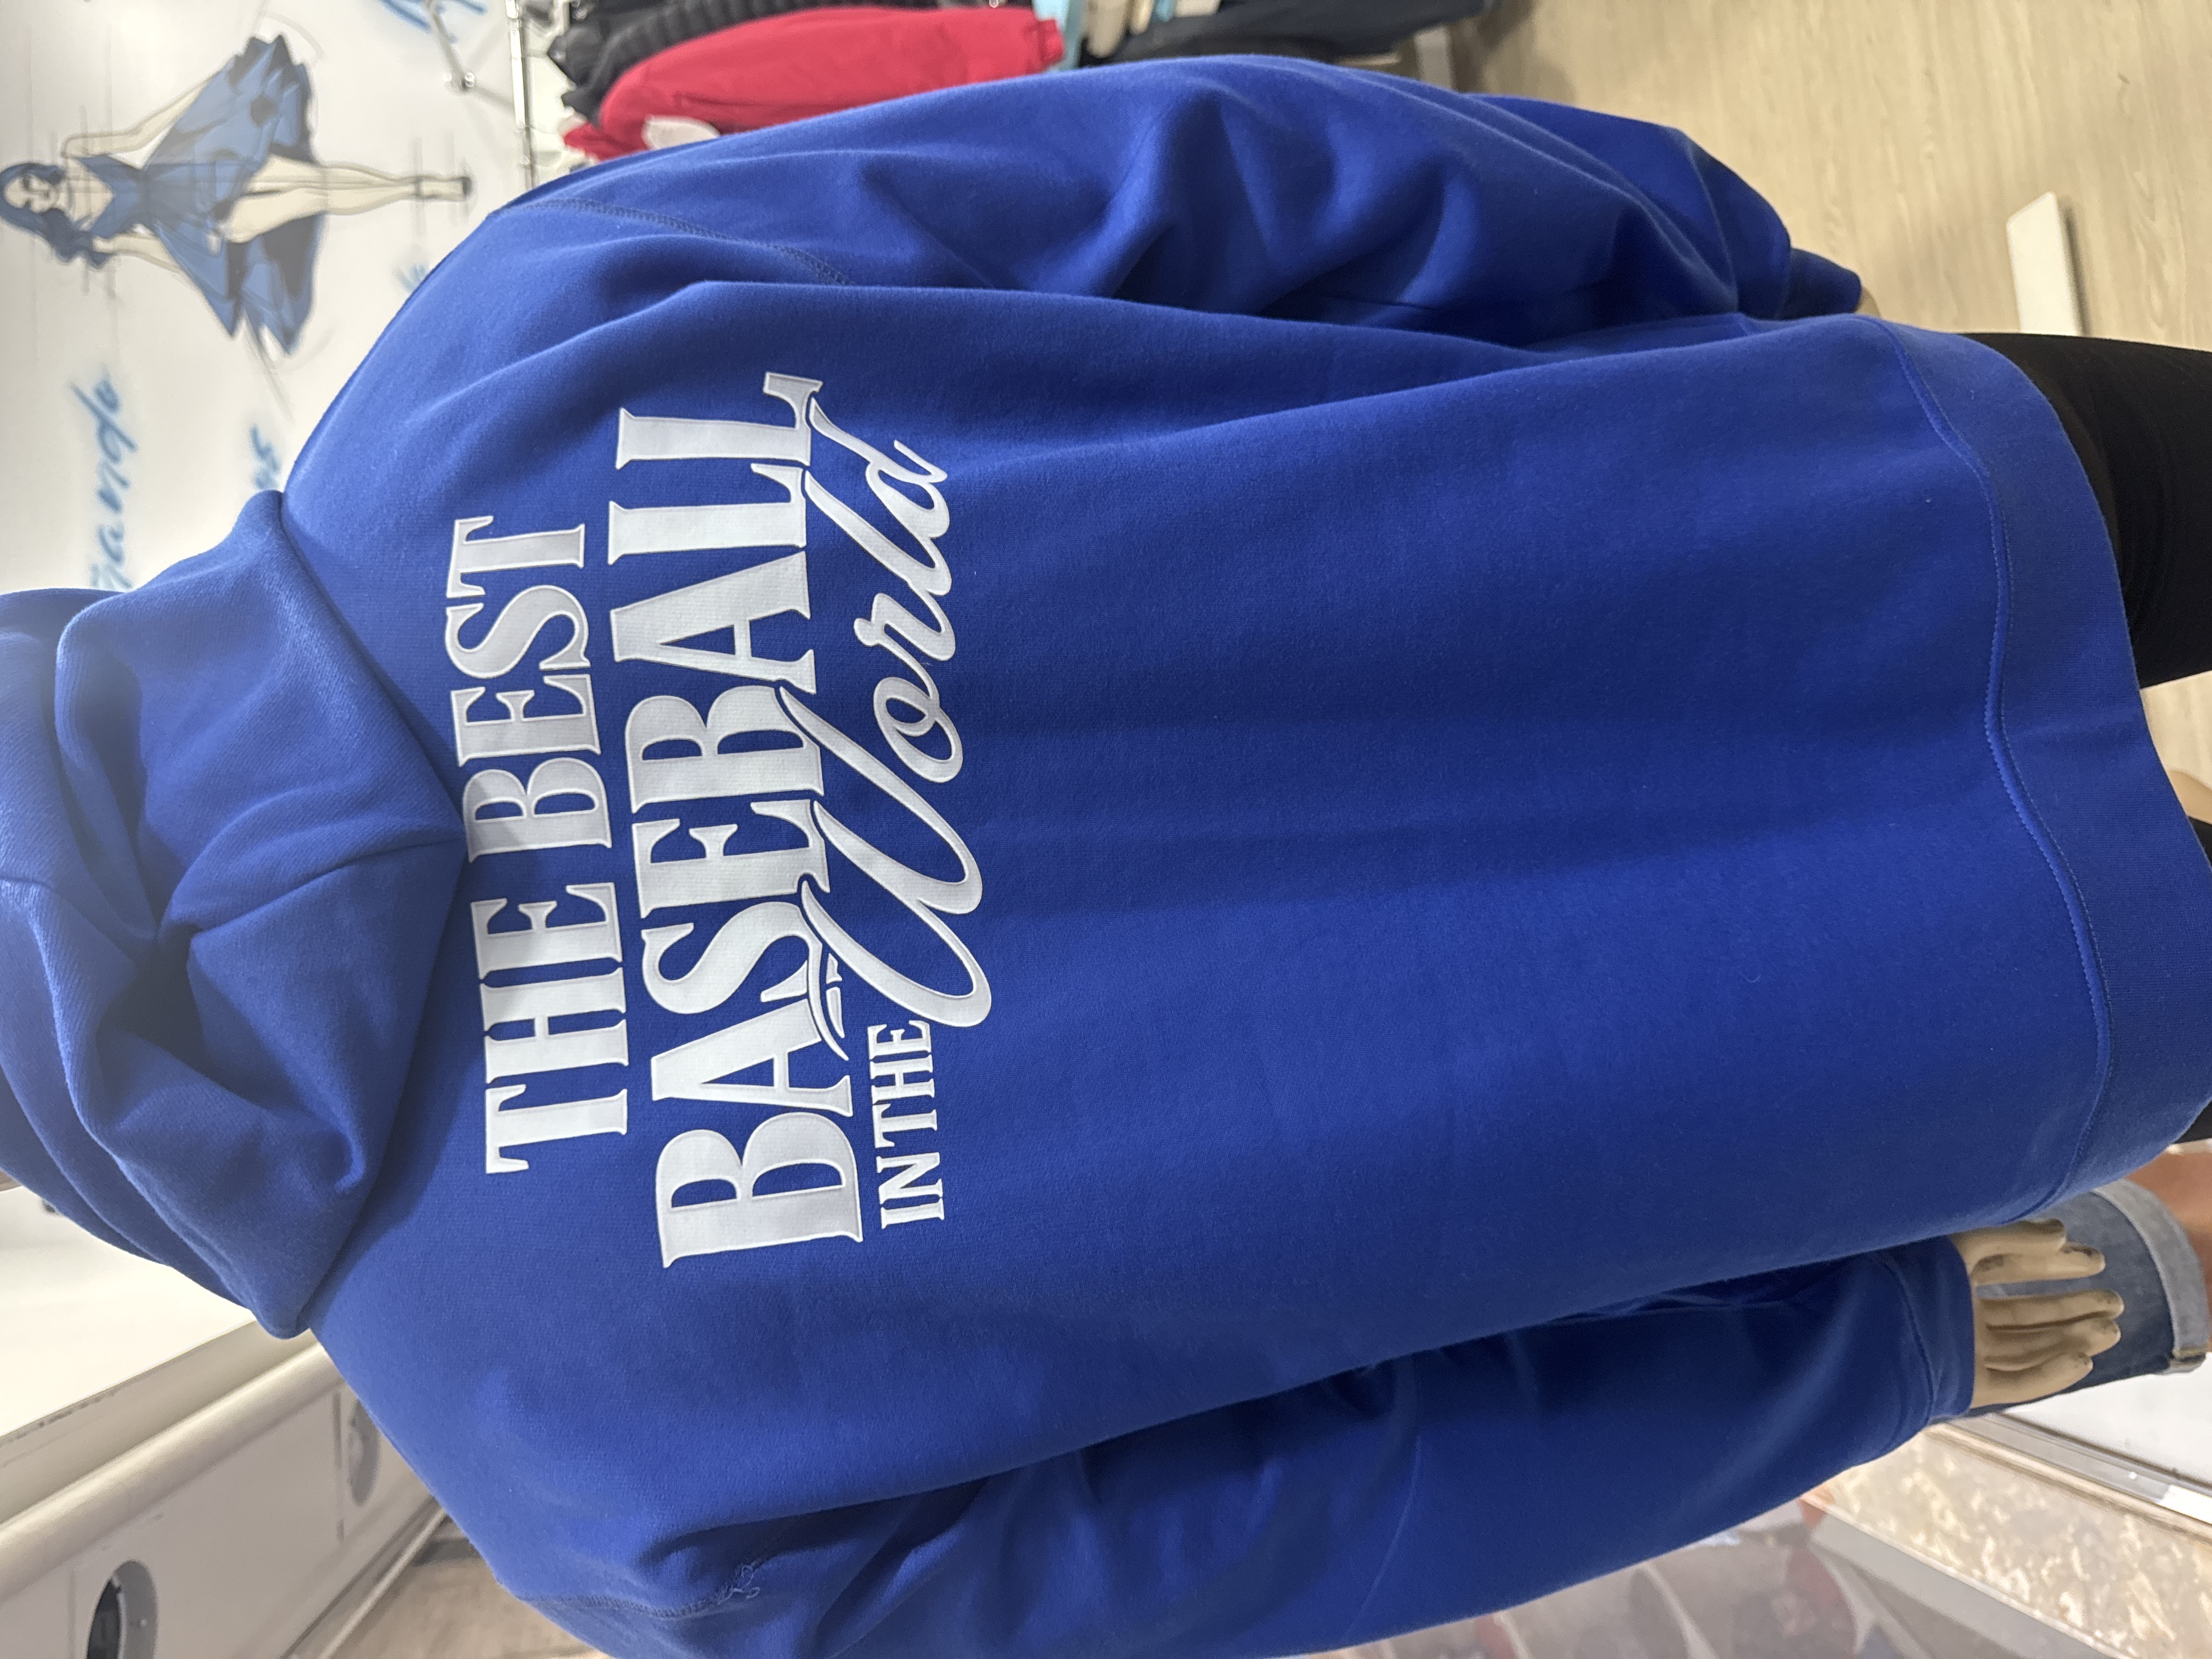 THE BEST
BASEBALL
IN THE World